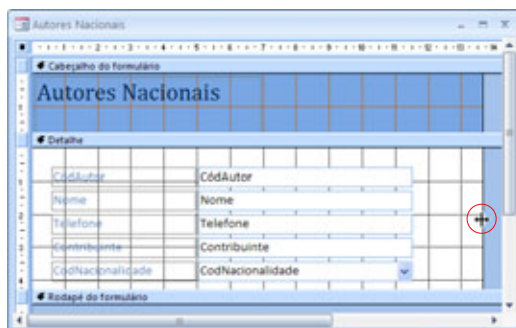 Autores Nacionais
Cabeçalho do formulário
Autores Nacionais
Detalhe
CódAutor CódAutor
Nome Nome
Telefone Telefone
Contribuinte Contribuinte
CodNacionalidade CodNacionalidade
Rodapé do formulário